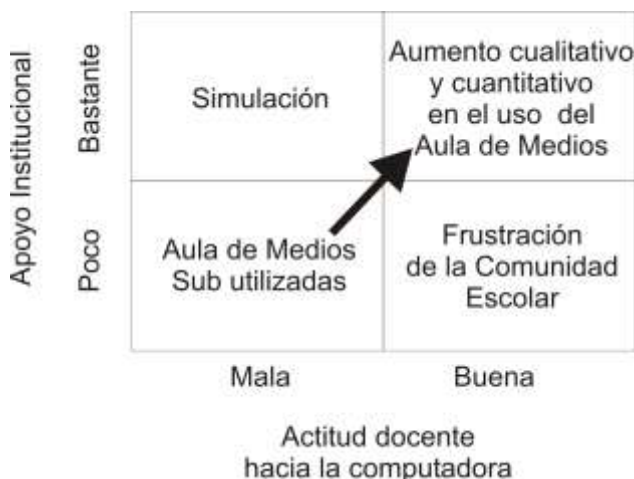 Apoyo Institucional
Bastante
Poco
Simulación
Aumento cualitativo
y cuantitativo
en el uso del
Aula de Medios
Aula de Medios
Sub utilizadas
Frustración
de la Comunidad
Escolar
Mala
Buena
Actitud docente
hacia la computadora